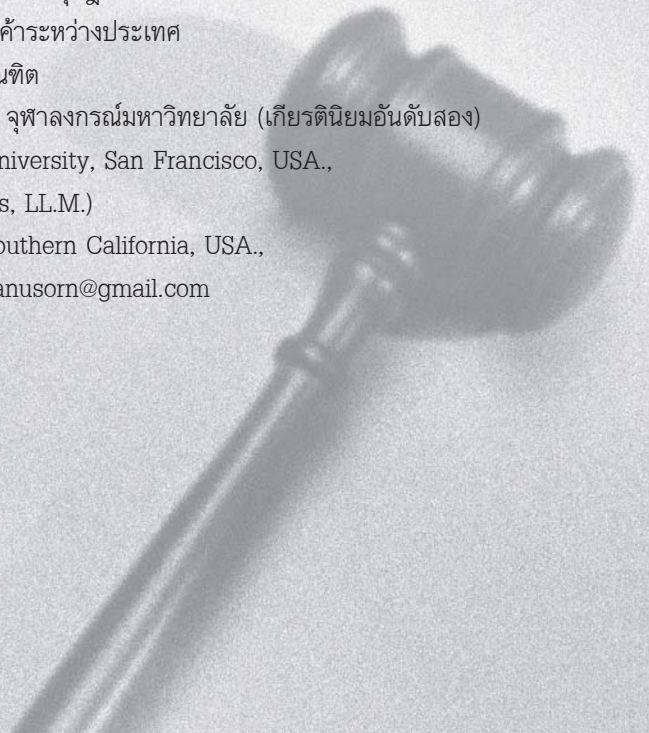 ค้าระหว่างประเทศ
ณฑิต
จุฬาลงกรณ์มหาวิทยาลัย (เกียรตินิยมอันดับสอง)
niversity, San Francisco, USA.,
s, LL.M.)
outhern California, USA.,
anusorn@gmail.com